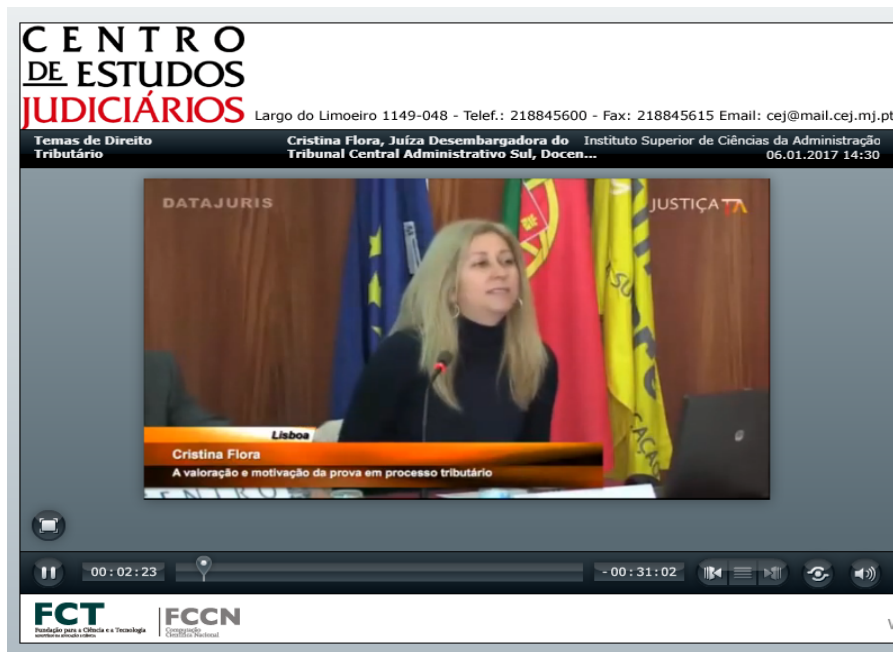 CENTRO
DE ESTUDOS
JUDICIÁRIOS
Largo do Limoeiro 1149-048 - Telef.: 218845600 - Fax: 218845615 Email: cej@mail.cej.mj.pt
Temas de Direito
Tributário
Cristina Flora, Juíza Desembargadora do
Tribunal Central Administrativo Sul, Docen...
Instituto Superior de Ciências da Administração
06.01.2017 14:30
DATAJURIS
JUSTIÇA
Lisboa
Cristina Flora
A valoração e motivação da prova em processo tributário
00:02:23
-00:31:02
FCT
Fundação para a Ciência e a Tecnologia
FCCN
Computação
Científica Nacional